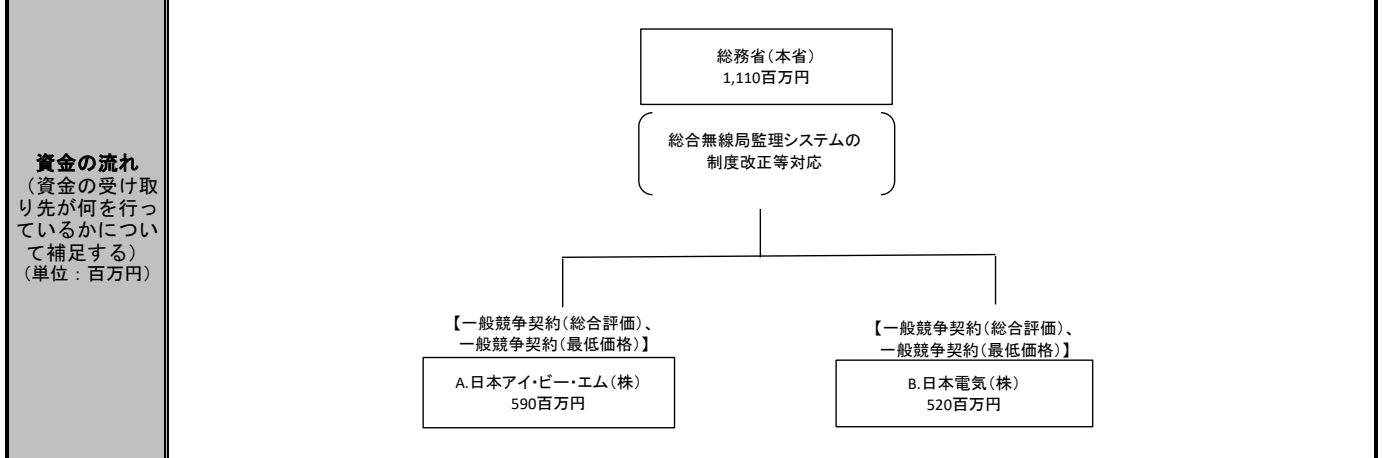 資金の流れ
（資金の受け取
り先が何を行っ
ているかについ
て補足する）
（単位：百万円）
総務省（本省）
1,110百万円
総合無線局監理システムの
制度改正等対応
【一般競争契約（総合評価）、
一般競争契約（最低価格）】
A.日本アイ・ビー・エム（株）
590百万円
【一般競争契約（総合評価）、
一般競争契約（最低価格）】
B.日本電気（株）
520百万円